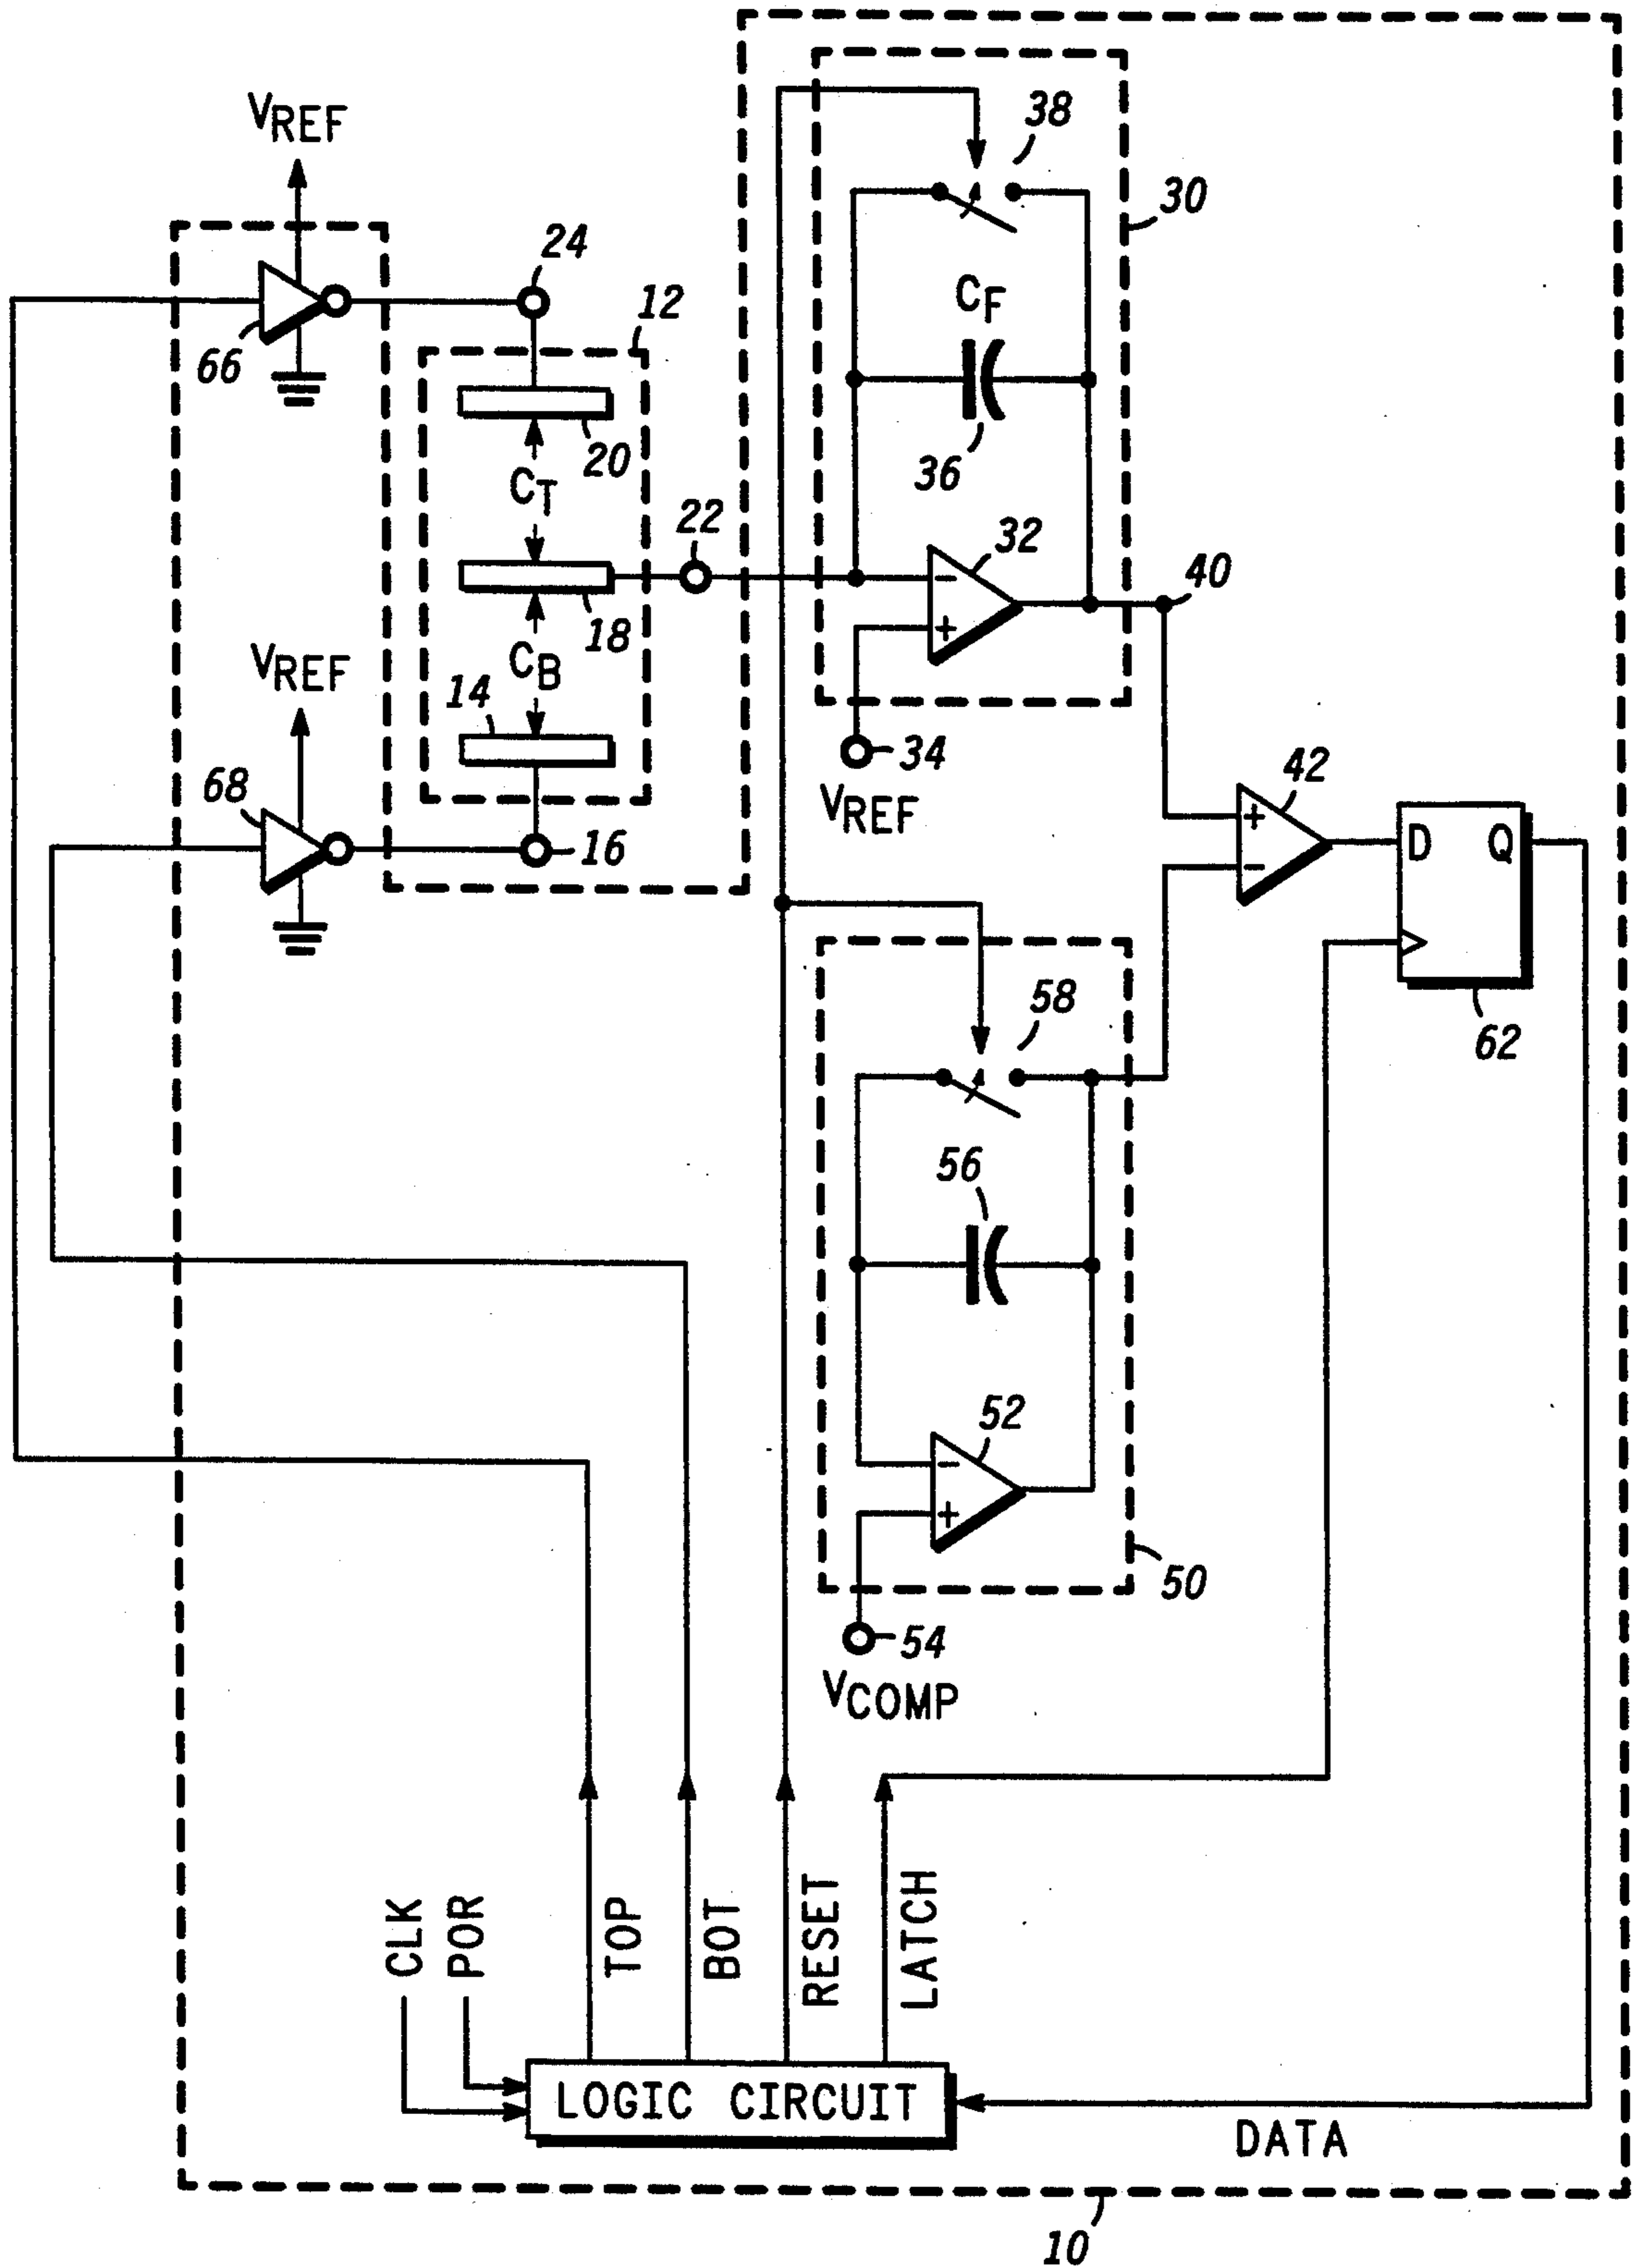 VREF
38
30
24
12
CF
66
20
36
CT
22
32
40
18
VREF
CB
14
34
42
68
VREF
16
D Q
58
62
56
52
50
54
VCOMP
CLK
POR
TOP
BOT
RESET
LATCH
LOGIC CIRCUIT
DATA
10